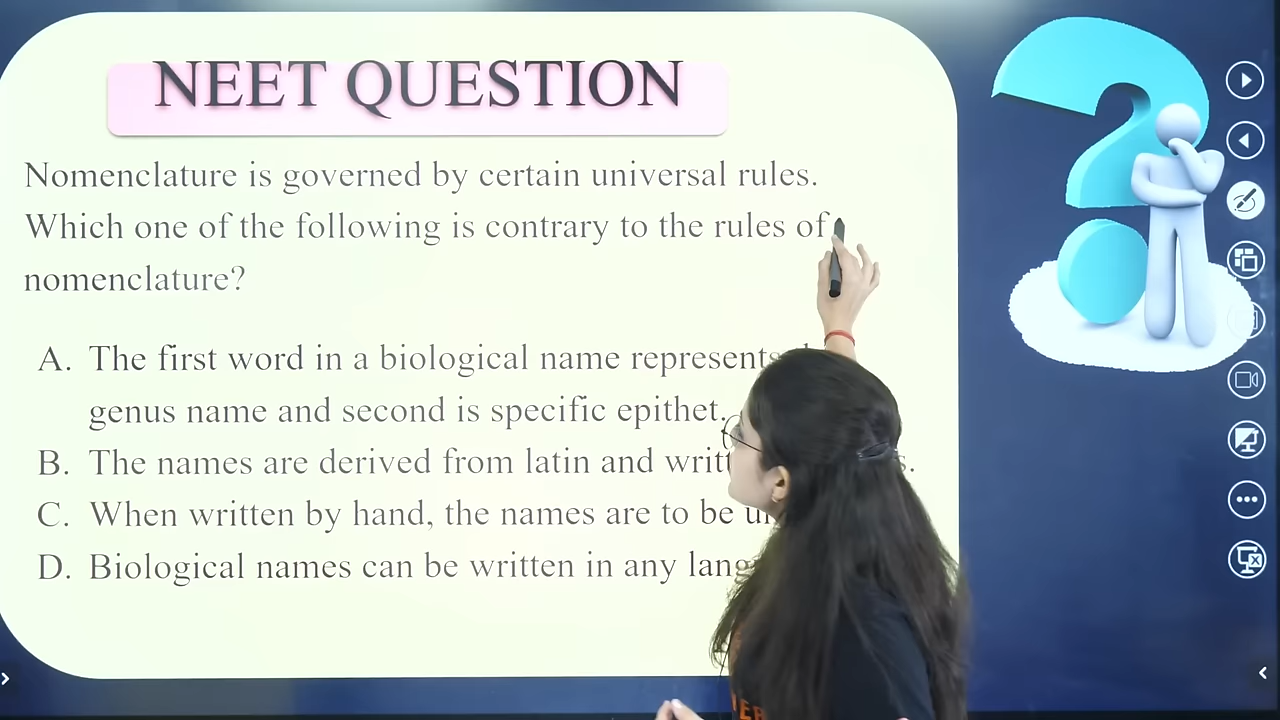 NEET QUESTION
Nomenclature is governed by certain universal rules.
Which one of the following is contrary to the rules of
nomenclature?
A. The first word in a biological name represents
genus name and second is specific epithet.
B. The names are derived from latin and
C. When written by hand, the names are to be
D. Biological names can be written in any